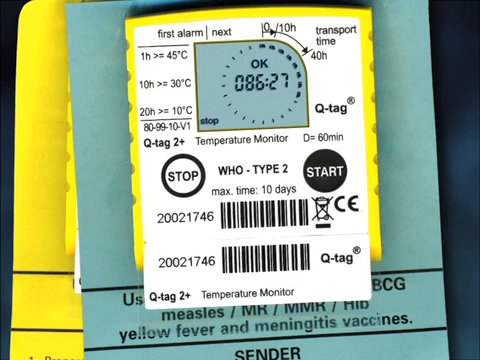 first alarm | next
0 /10h
transport
time
40h
1h >= 45°C
10h >= 30°C
20h >= 10°C
80-99-10-V1
OK
086:27
stop
Q-tag®
Q-tag 2+ Temperature Monitor D= 60min
STOP
WHO - TYPE 2
START
max. time: 10 days
20021746
CE
20021746
Q-tag®
Q-tag 2+ Temperature Monitor
BCG
measles / MR / MMR / Hib
yellow fever and meningitis vaccines.
SENDER